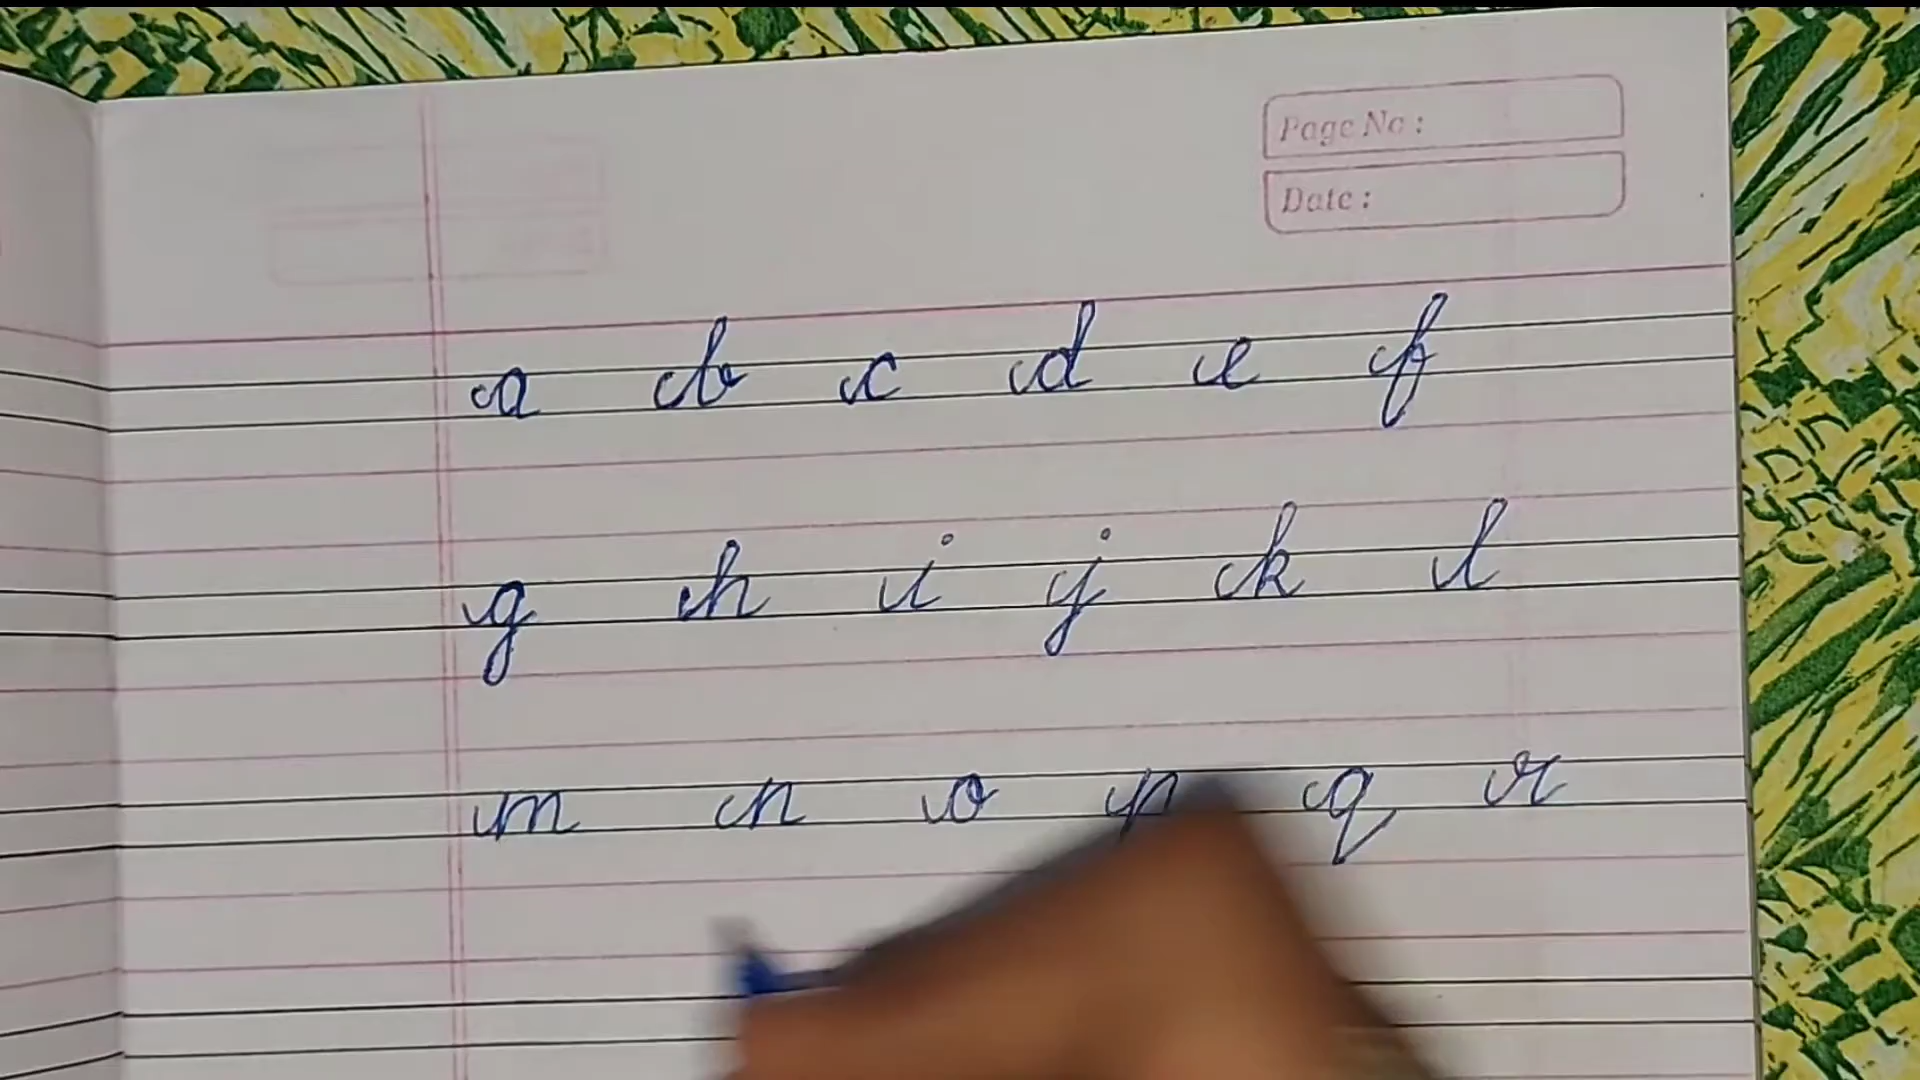 Page No :
Date :
a b c d e f
g h i j k l
m n o p q r